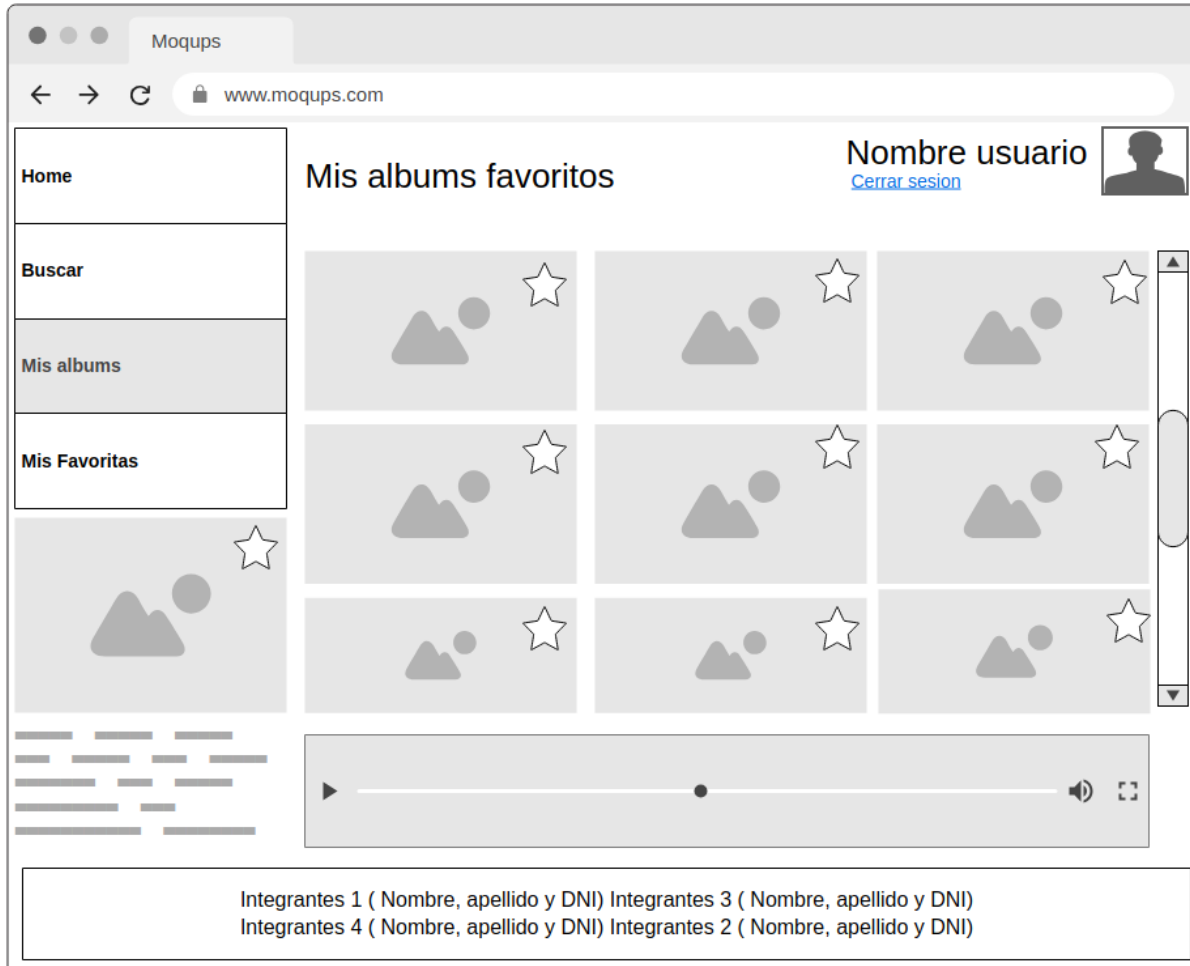 Moqups
www.moqups.com
Home
Buscar
Mis albums
Mis Favoritas
Mis albums favoritos
Nombre usuario
Cerrar sesion
Integrantes 1 ( Nombre, apellido y DNI) Integrantes 3 ( Nombre, apellido y DNI)
Integrantes 4 ( Nombre, apellido y DNI) Integrantes 2 ( Nombre, apellido y DNI)